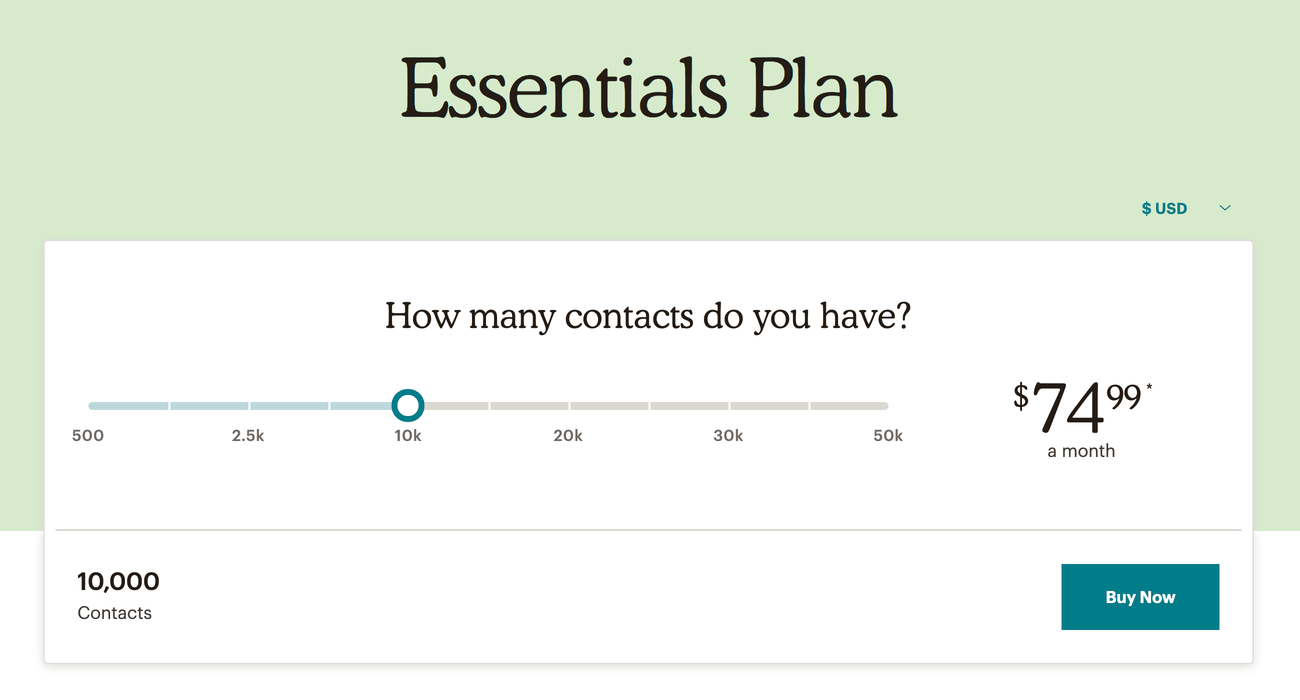 Essentials Plan
$ USD
How many contacts do you have?
500 2.5k 10k 20k 30k 50k
$74.99*
a month
10,000
Contacts
Buy Now